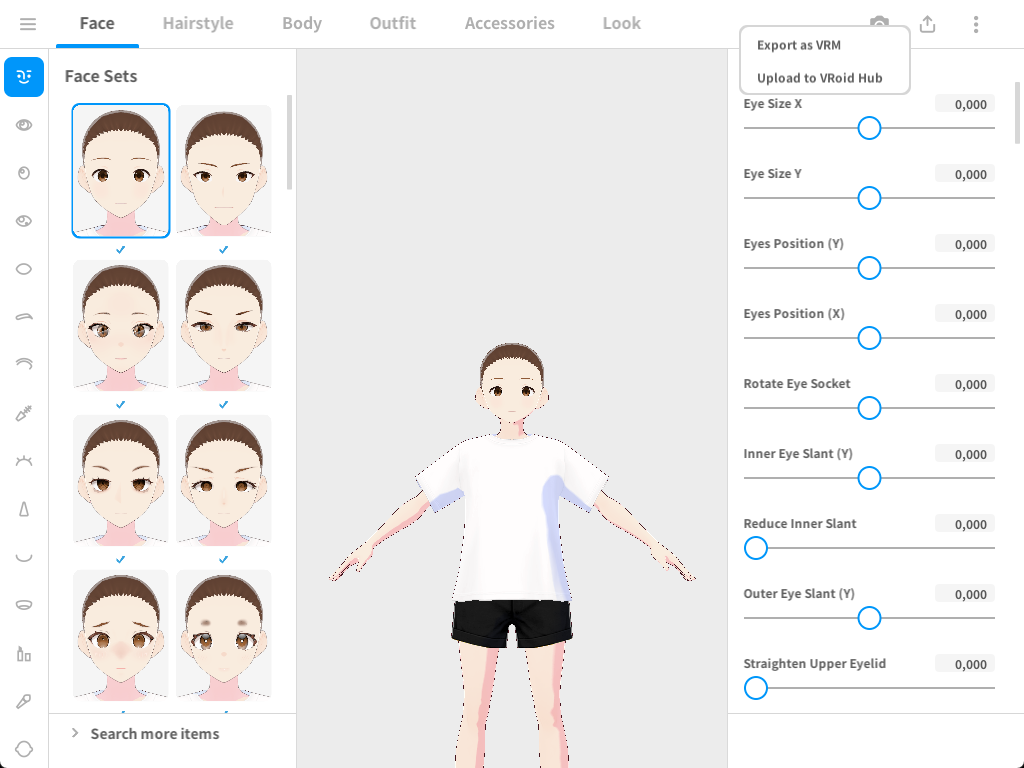 Face
Hairstyle
Body
Outfit
Accessories
Look
Export as VRM
Upload to VRoid Hub
Face Sets
Search more items
Eye Size X
0,000
Eye Size Y
0,000
Eyes Position (Y)
0,000
Eyes Position (X)
0,000
Rotate Eye Socket
0,000
Inner Eye Slant (Y)
0,000
Reduce Inner Slant
0,000
Outer Eye Slant (Y)
0,000
Straighten Upper Eyelid
0,000